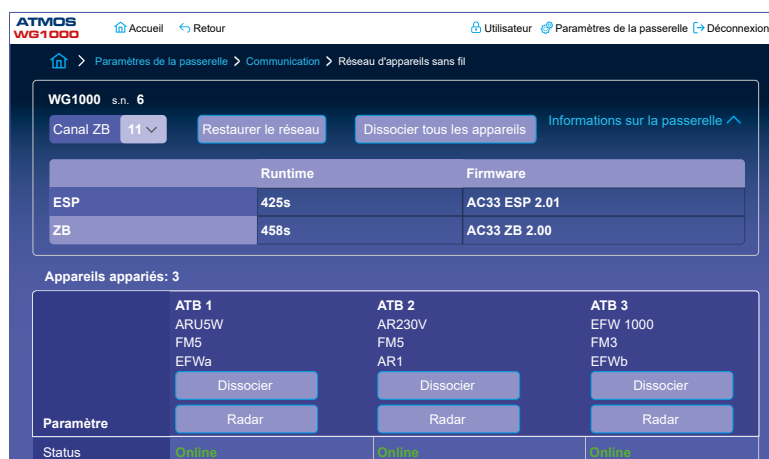 ATMOS
WG1000
Accueil
Retour
Utilisateur
Paramètres de la passerelle
Déconnexion
Paramètres de la passerelle > Communication > Réseau d'appareils sans fil
WG1000 s.n. 6
Canal ZB 11
Restaurer le réseau
Dissocier tous les appareils
Informations sur la passerelle
Runtime Firmware
ESP 425s AC33 ESP 2.01
ZB 458s AC33 ZB 2.00
Appareils appariés: 3
ATB 1 ATB 2 ATB 3
ARU5W AR230V EFW 1000
FM5 FM5 FM3
EFWa AR1 EFWb
Dissocier Dissocier Dissocier
Paramètre Radar Radar Radar
Status Online Online Online